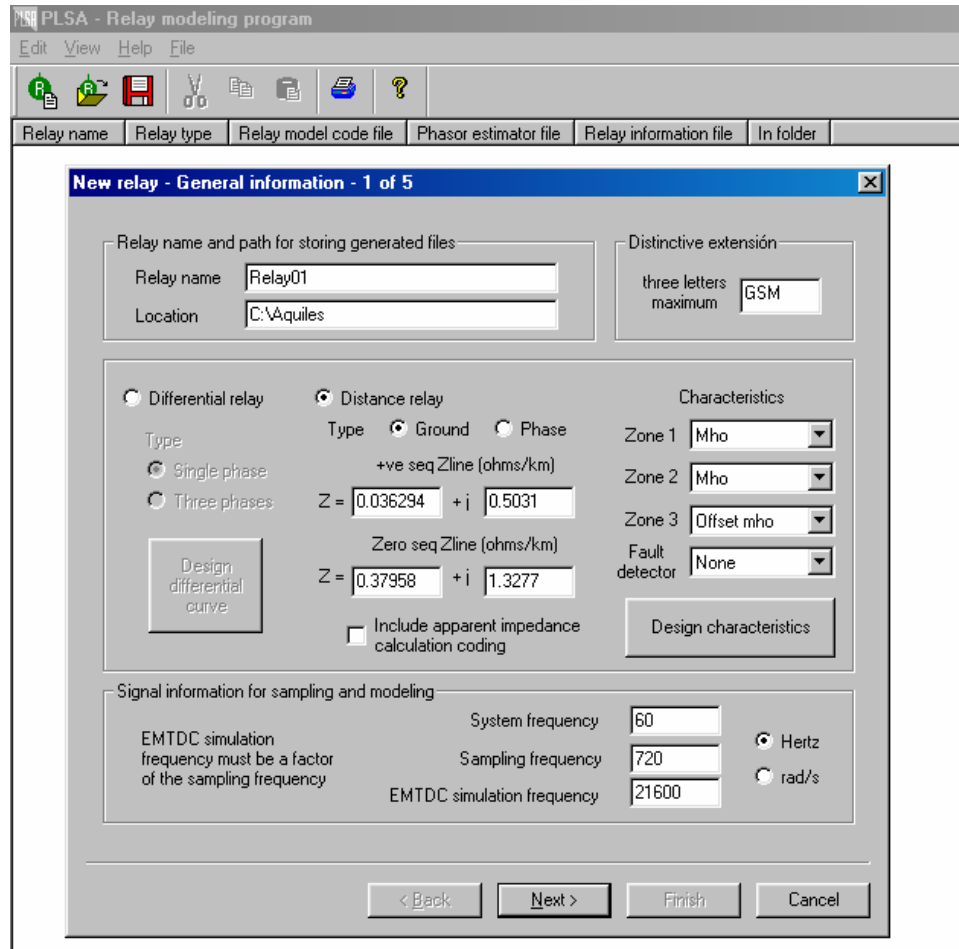 PLSA - Relay modeling program
Edit View Help File
Relay name Relay type Relay model code file Phasor estimator file Relay information file In folder
New relay - General information - 1 of 5
Relay name and path for storing generated files
Relay name Relay01
Location C:\Aquiles
Distinctive extensión
three letters
maximum
GSM
Differential relay
Type
Single phase
Three phases
Design
differential
curve
Distance relay
Type Ground Phase
+ve seq Zline (ohms/km)
Z = 0.036294 + j 0.5031
Zero seq Zline (ohms/km)
Z = 0.37958 + j 1.3277
Include apparent impedance
calculation coding
Characteristics
Zone 1 Mho
Zone 2 Mho
Zone 3 Offset mho
Fault
detector
None
Design characteristics
Signal information for sampling and modeling
EMTDC simulation
frequency must be a factor
of the sampling frequency
System frequency 60
Sampling frequency 720
EMTDC simulation frequency 21600
Hertz
rad/s
< Back Next > Finish Cancel